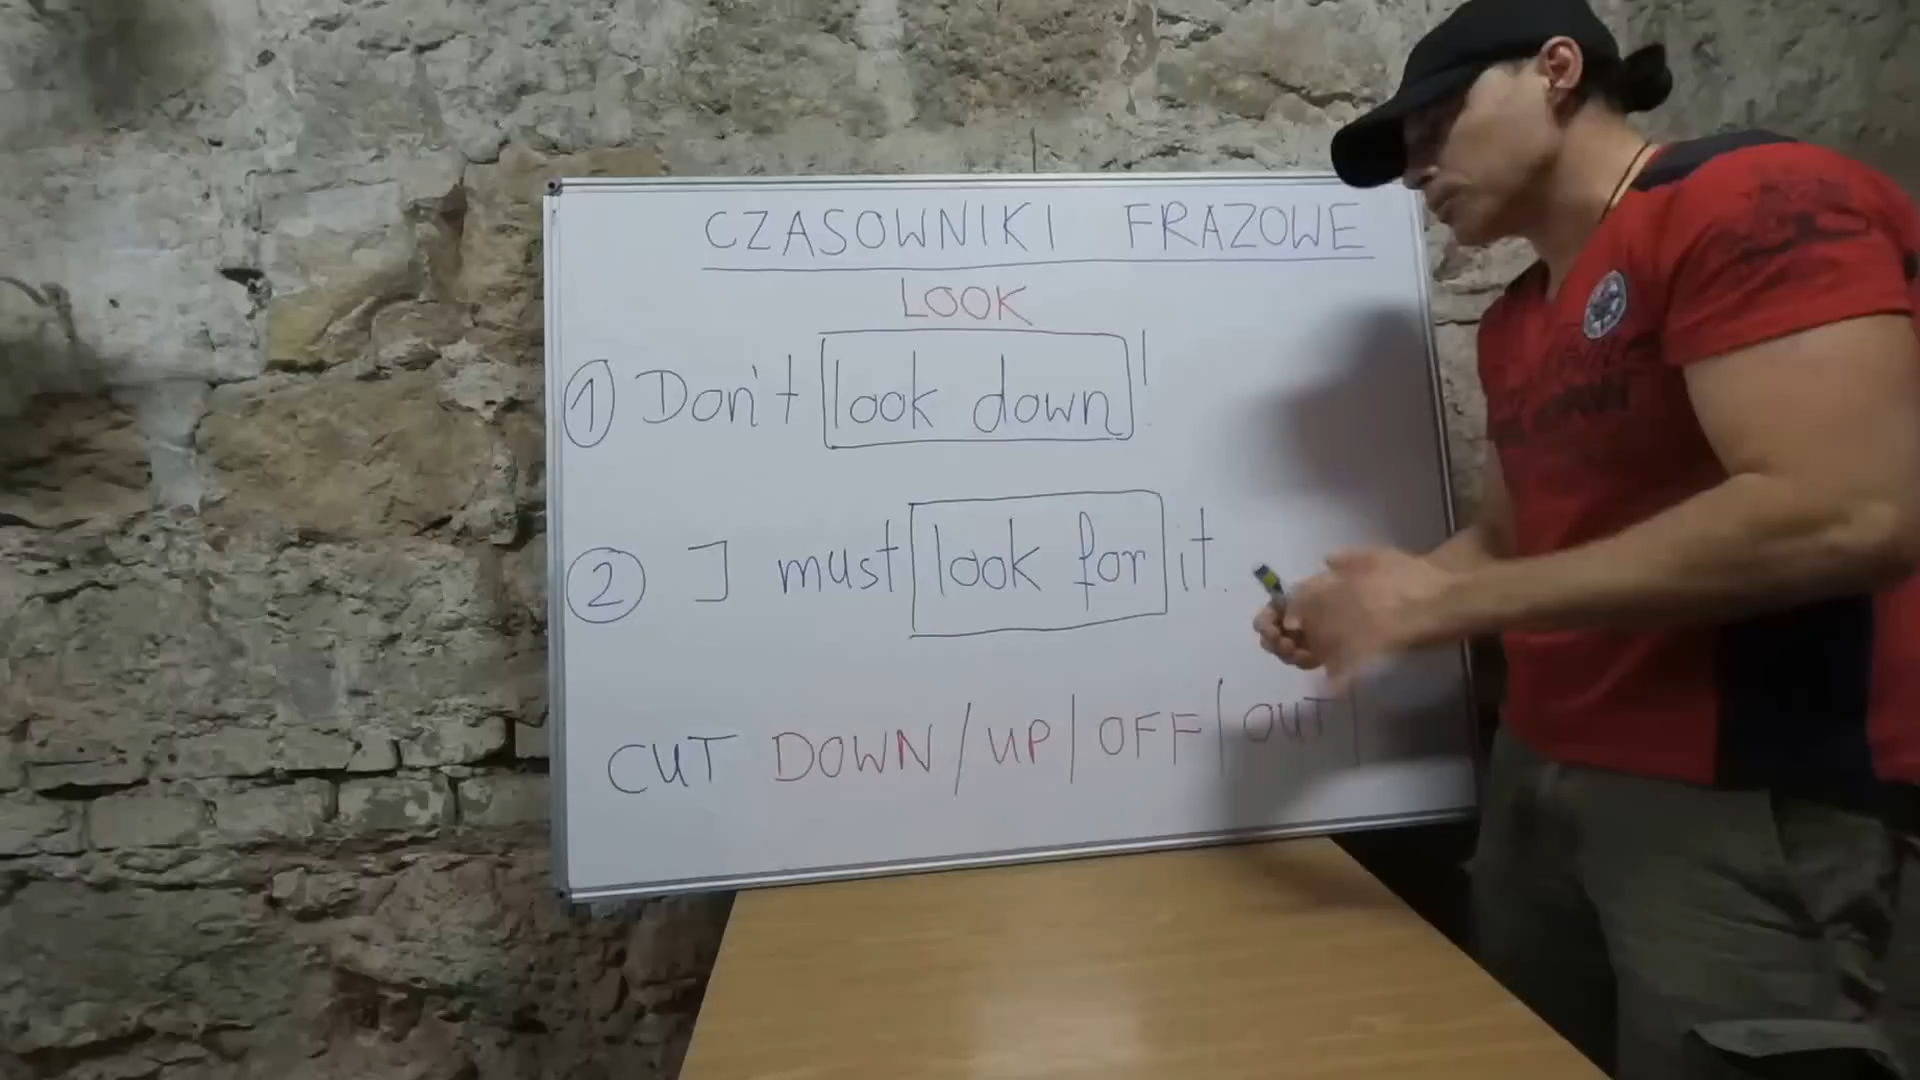 CZASOWNIKI FRAZOWE
LOOK
① Don't look down!
② I must look for it.
CUT DOWN/UP/OFF/OUT/